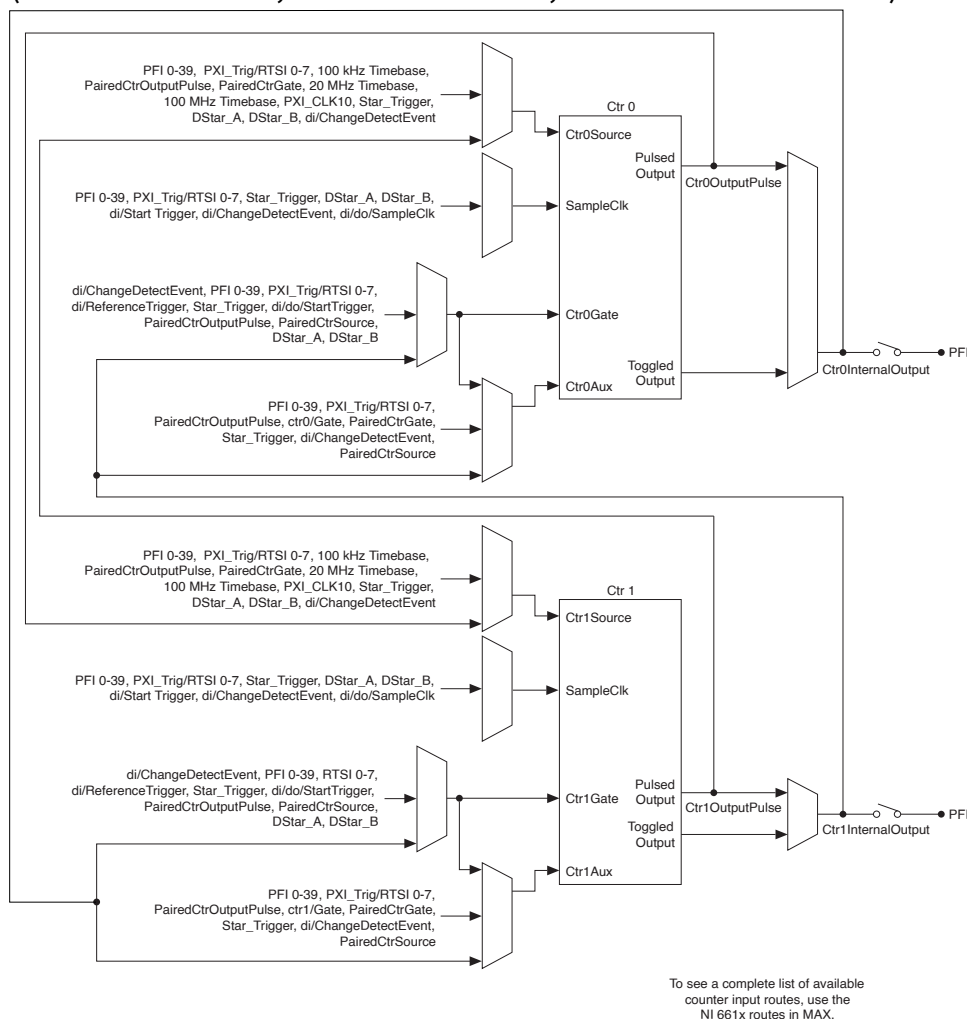 PFI 0-39, PXI_Trig/RTSI 0-7, 100 kHz Timebase,
PairedCtrOutputPulse, PairedCtrGate, 20 MHz Timebase,
100 MHz Timebase, PXI_CLK10, Star_Trigger,
DStar_A, DStar_B, di/ChangeDetectEvent
Ctr 0
Ctr0Source
Pulsed
Output
Ctr0OutputPulse
PFI 0-39, PXI_Trig/RTSI 0-7, Star_Trigger, DStar_A, DStar_B,
di/Start Trigger, di/ChangeDetectEvent, di/do/SampleClk
SampleClk
di/ChangeDetectEvent, PFI 0-39, PXI_Trig/RTSI 0-7,
di/ReferenceTrigger, Star_Trigger, di/do/StartTrigger,
PairedCtrOutputPulse, PairedCtrSource,
DStar_A, DStar_B
Ctr0Gate
PFI
Ctr0InternalOutput
Toggled
Output
Ctr0Aux
PFI 0-39, PXI_Trig/RTSI 0-7,
PairedCtrOutputPulse, ctr0/Gate, PairedCtrGate,
Star_Trigger, di/ChangeDetectEvent,
PairedCtrSource
PFI 0-39, PXI_Trig/RTSI 0-7, 100 kHz Timebase,
PairedCtrOutputPulse, PairedCtrGate, 20 MHz Timebase,
100 MHz Timebase, PXI_CLK10, Star_Trigger,
DStar_A, DStar_B, di/ChangeDetectEvent
Ctr 1
Ctr1Source
PFI 0-39, PXI_Trig/RTSI 0-7, Star_Trigger, DStar_A, DStar_B,
di/Start Trigger, di/ChangeDetectEvent, di/do/SampleClk
SampleClk
di/ChangeDetectEvent, PFI 0-39, RTSI 0-7,
di/ReferenceTrigger, Star_Trigger, di/do/StartTrigger,
PairedCtrOutputPulse, PairedCtrSource,
DStar_A, DStar_B
Ctr1Gate
Pulsed
Output
Ctr1OutputPulse
Toggled
Output
PFI
Ctr1InternalOutput
Ctr1Aux
PFI 0-39, PXI_Trig/RTSI 0-7,
PairedCtrOutputPulse, ctr1/Gate, PairedCtrGate,
Star_Trigger, di/ChangeDetectEvent,
PairedCtrSource
To see a complete list of available
counter input routes, use the
NI 661x routes in MAX.